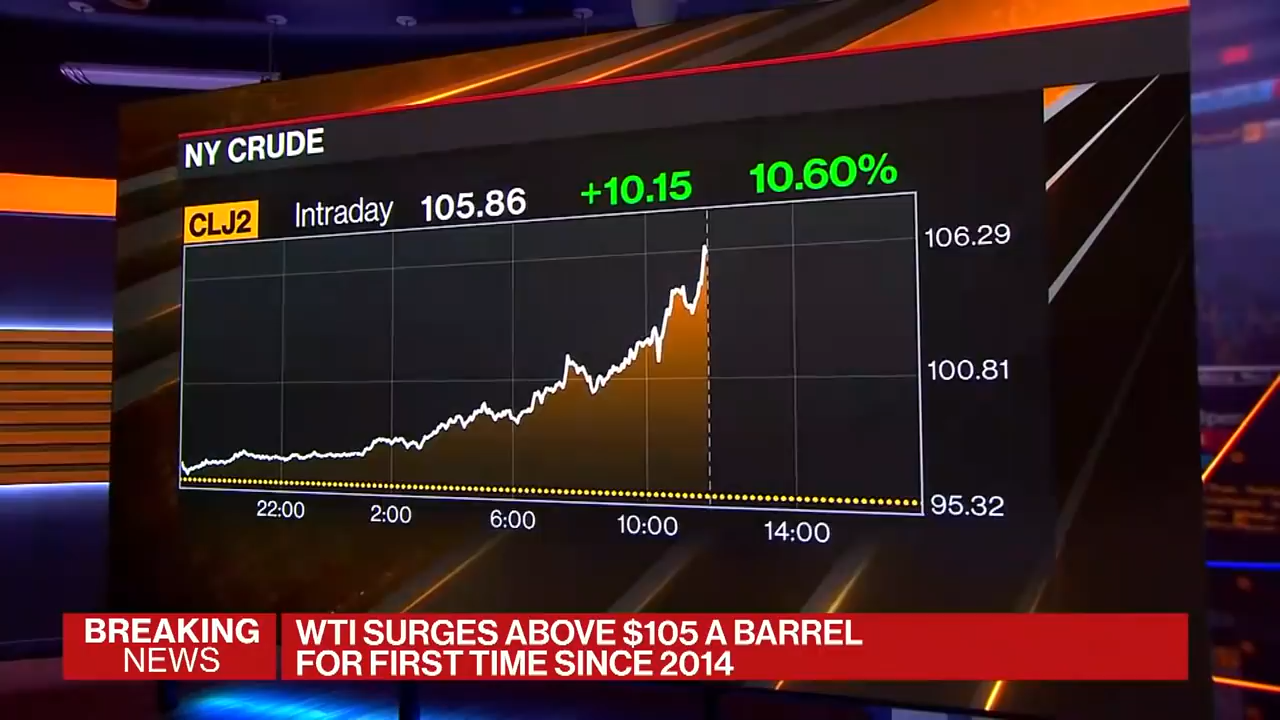 NY CRUDE
CLJ2 Intraday 105.86 +10.15 10.60%
106.29
100.81
95.32
22:00 2:00 6:00 10:00 14:00
BREAKING
NEWS
WTI SURGES ABOVE $105 A BARREL
FOR FIRST TIME SINCE 2014